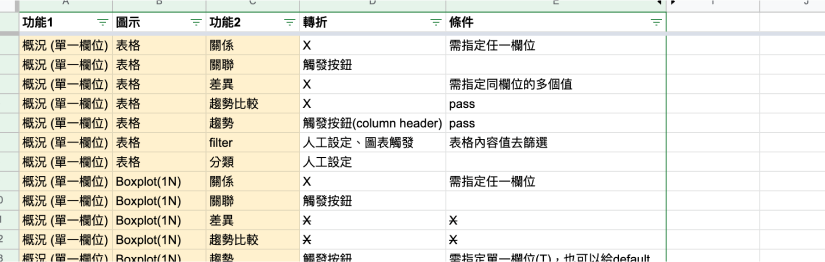 功能1 圖示 功能2 轉折 條件
概況 (單一欄位) 表格 關係 X 需指定任一欄位
概況 (單一欄位) 表格 關聯 觸發按鈕
概況 (單一欄位) 表格 差異 X 需指定同欄位的多個值
概況 (單一欄位) 表格 趨勢比較 X pass
概況 (單一欄位) 表格 趨勢 觸發按鈕(column header) pass
概況 (單一欄位) 表格 filter 人工設定、圖表觸發 表格內容值去篩選
概況 (單一欄位) 表格 分類 人工設定
概況 (單一欄位) Boxplot(1N) 關係 X 需指定任一欄位
概況 (單一欄位) Boxplot(1N) 關聯 觸發按鈕
概況 (單一欄位) Boxplot(1N) 差異 X X
概況 (單一欄位) Boxplot(1N) 趨勢比較 X X
概況 (單一欄位) Boxplot(1N) 趨勢 觸發按鈕 需指定單一欄位(T)，也可以給default